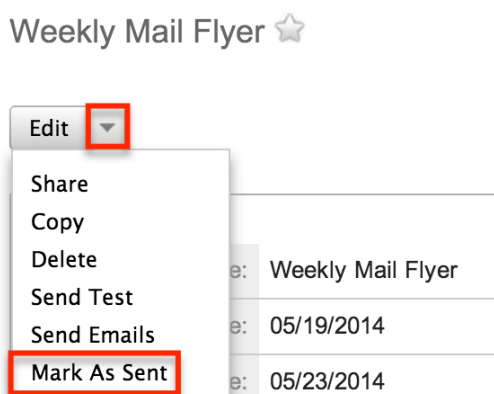 Weekly Mail Flyer
Edit
Share
Copy
Delete
Send Test
e: Weekly Mail Flyer
Send Emails
e: 05/19/2014
Mark As Sent
e: 05/23/2014